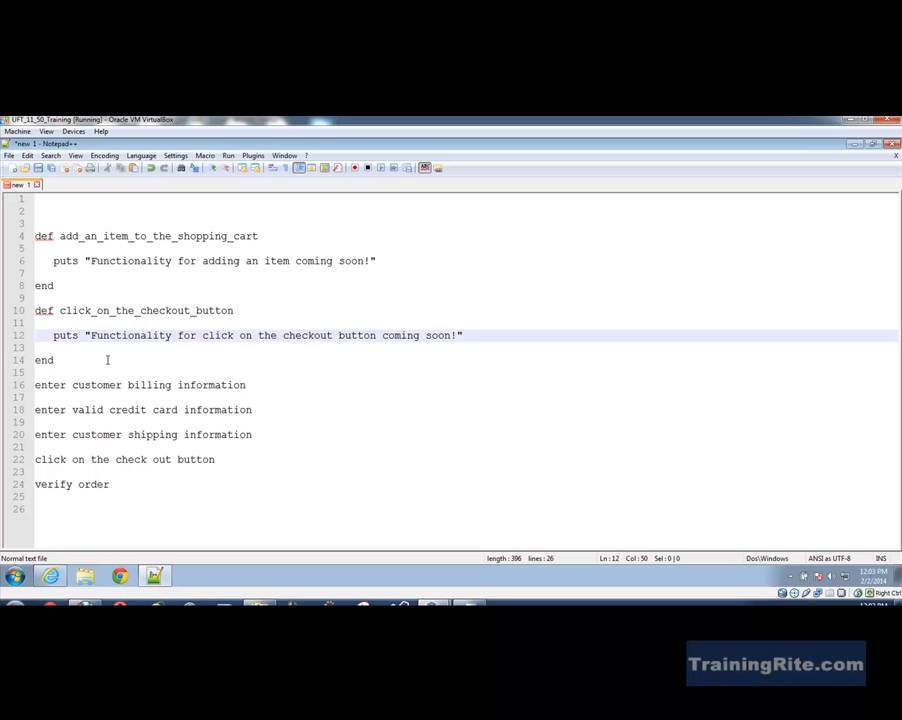 UFT_11_50_Training [Running] - Oracle VM VirtualBox
Machine View Devices Help
*new 1 - Notepad++
File Edit Search View Encoding Language Settings Macro Run Plugins Window ? X
new 1
1
2
3
4 def add_an_item_to_the_shopping_cart
5
6 puts "Functionality for adding an item coming soon!"
7
8 end
9
10 def click_on_the_checkout_button
11
12 puts "Functionality for click on the checkout button coming soon!"
13
14 end
15
16 enter customer billing information
17
18 enter valid credit card information
19
20 enter customer shipping information
21
22 click on the check out button
23
24 verify order
25
26
Normal text file length : 396 lines : 26 Ln : 12 Col : 50 Sel : 0 | 0 Dos\Windows ANSI as UTF-8 INS
12:03 PM
2/2/2014
Right Ctrl
TrainingRite.com